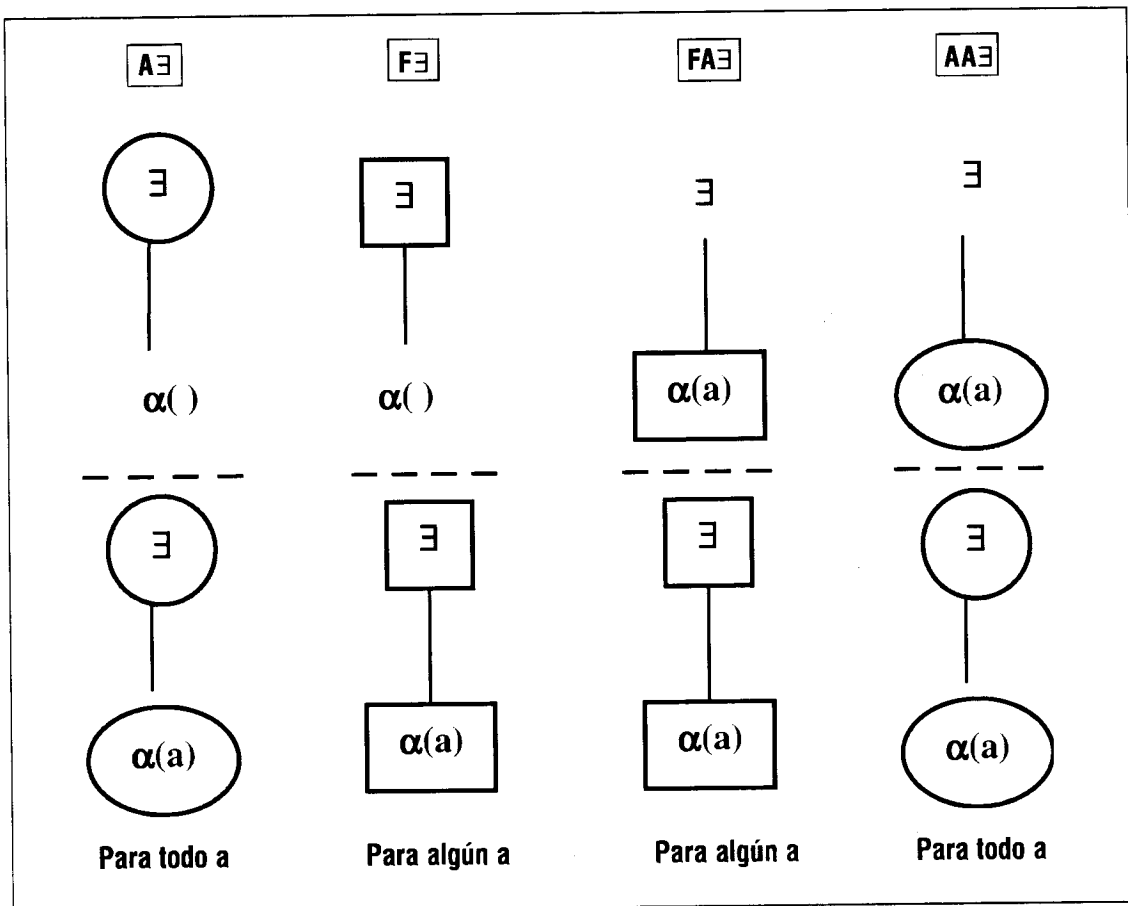 A∃ F∃ FA∃ AA∃
∃ ∃ ∃ ∃
α( ) α( ) α(a) α(a)
∃ ∃ ∃ ∃
α(a) α(a) α(a) α(a)
Para todo a Para algún a Para algún a Para todo a